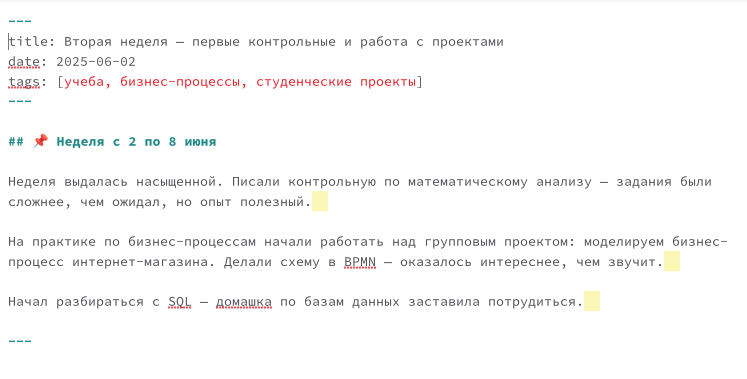 ---
title: Вторая неделя — первые контрольные и работа с проектами
date: 2025-06-02
tags: [учеба, бизнес-процессы, студенческие проекты]
---
## 📌 Неделя с 2 по 8 июня
Неделя выдалась насыщенной. Писали контрольную по математическому анализу — задания были
сложнее, чем ожидал, но опыт полезный.
На практике по бизнес-процессам начали работать над групповым проектом: моделируем бизнес-
процесс интернет-магазина. Делали схему в BPMN — оказалось интереснее, чем звучит.
Начал разбираться с SQL — домашка по базам данных заставила потрудиться.
---